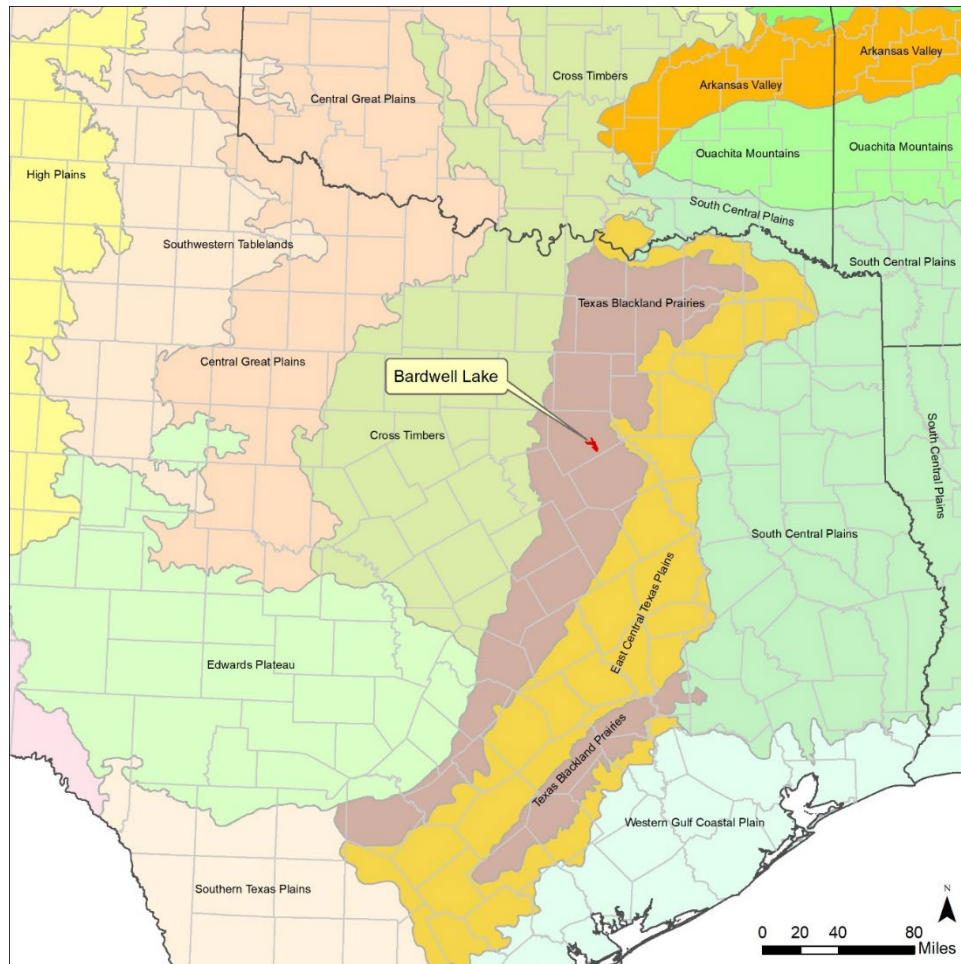 Arkansas Valley
Cross Timbers
Arkansas Valley
Central Great Plains
Ouachita Mountains
Ouachita Mountains
High Plains
South Central Plains
Southwestern Tablelands
South Central Plains
Texas Blackland Prairies
Central Great Plains
Bardwell Lake
Cross Timbers
South Central Plains
South Central Plains
East Central Texas Plains
Edwards Plateau
Texas Blackland Prairies
Western Gulf Coastal Plain
Southern Texas Plains
N
0 20 40 80
Miles